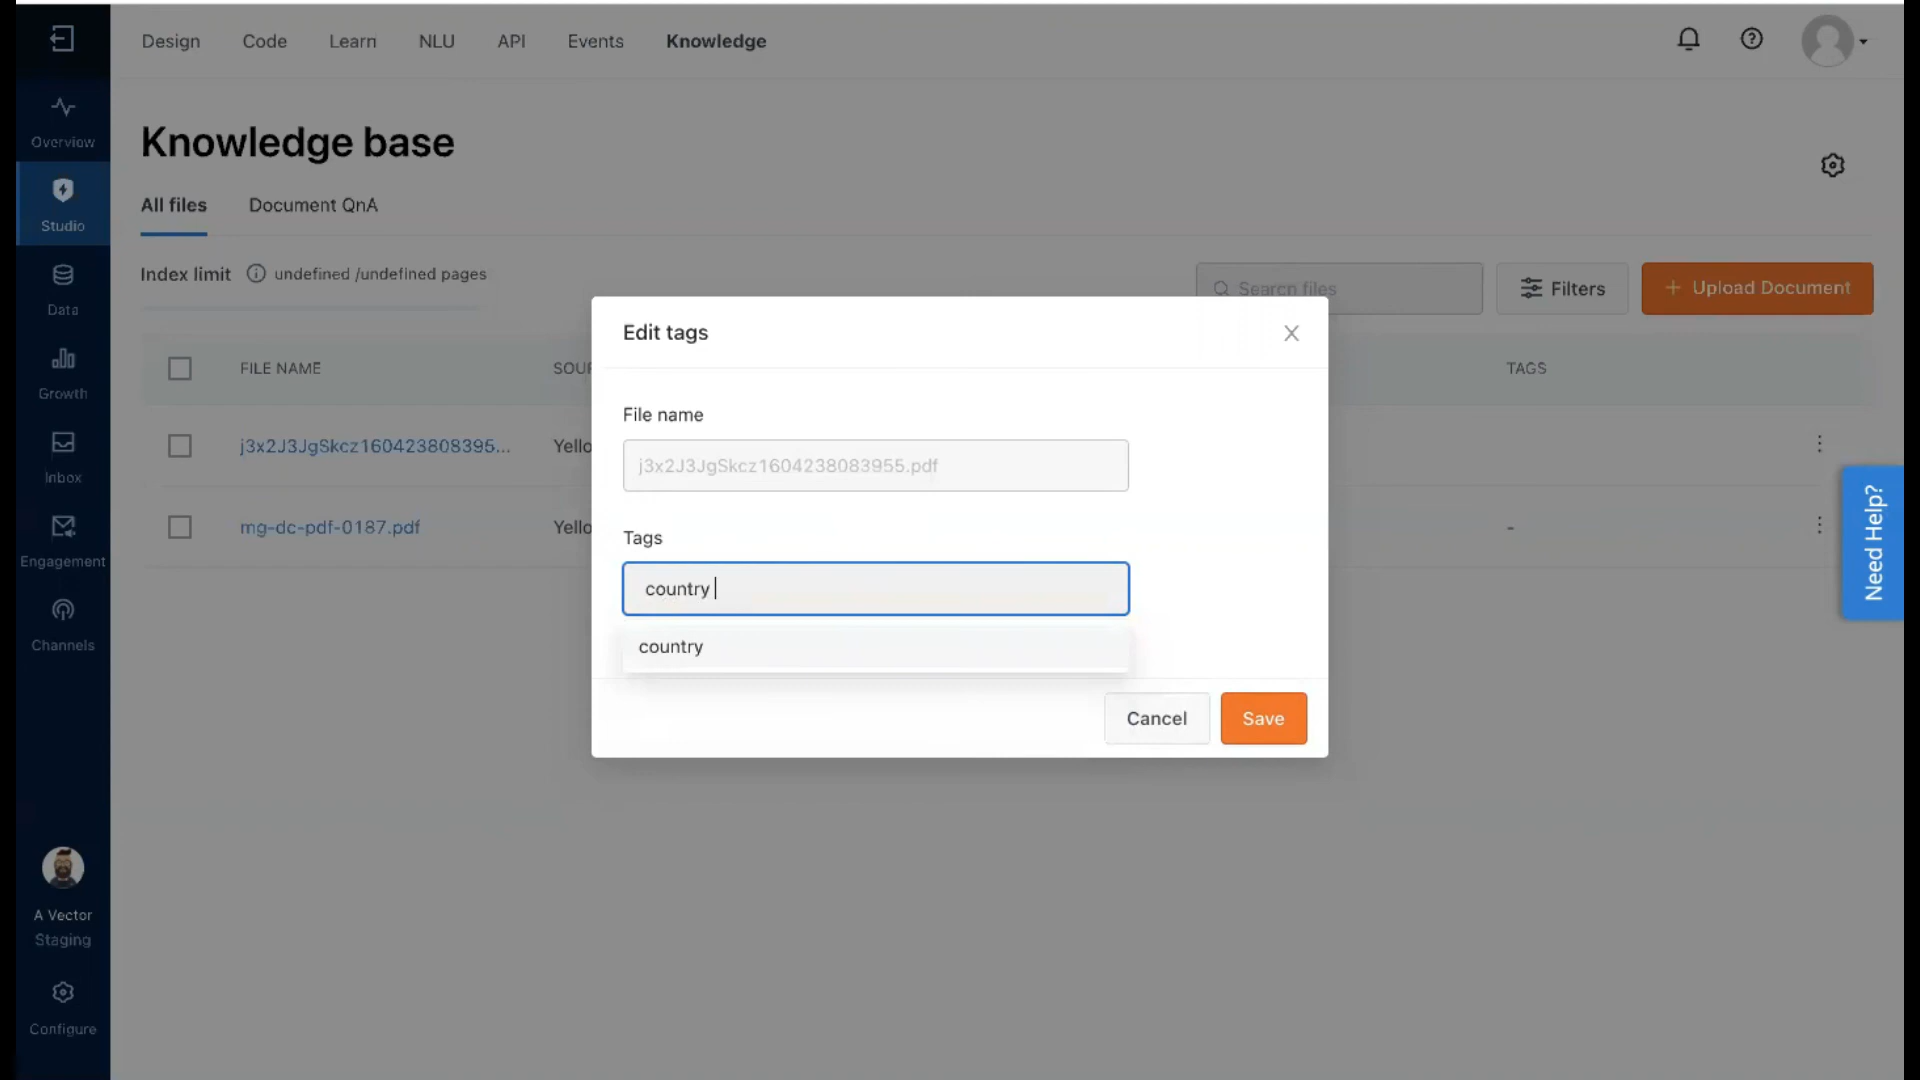 Design Code Learn NLU API Events Knowledge
Overview
Studio
Data
Growth
Inbox
Engagement
Channels
A Vector
Staging
Configure
Knowledge base
All files Document QnA
Index limit undefined /undefined pages
Search files
Filters
+ Upload Document
FILE NAME SOUR TAGS
j3x2J3JgSkcz160423808395... Yello
mg-dc-pdf-0187.pdf Yello -
Edit tags
File name
j3x2J3JgSkcz1604238083955.pdf
Tags
country
country
Cancel Save
Need Help?